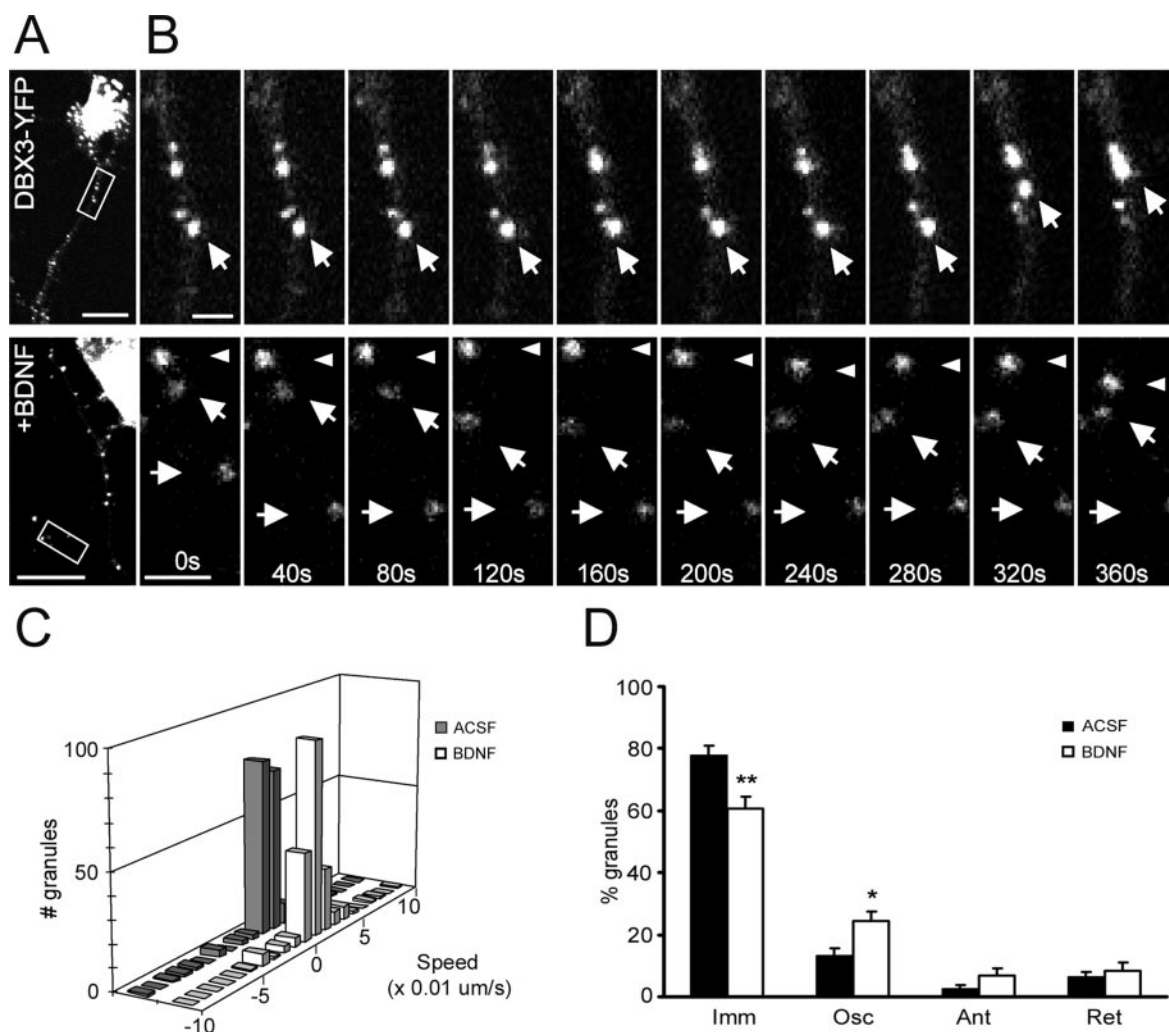 A B
DBX3-YFP
+BDNF
0s 40s 80s 120s 160s 200s 240s 280s 320s 360s
C
# granules
100
50
0
-10
-5
0
5
10
Speed
(x 0.01 um/s)
ACSF
BDNF
D
% granules
100
80
60
40
20
0
**
*
ACSF
BDNF
Imm Osc Ant Ret